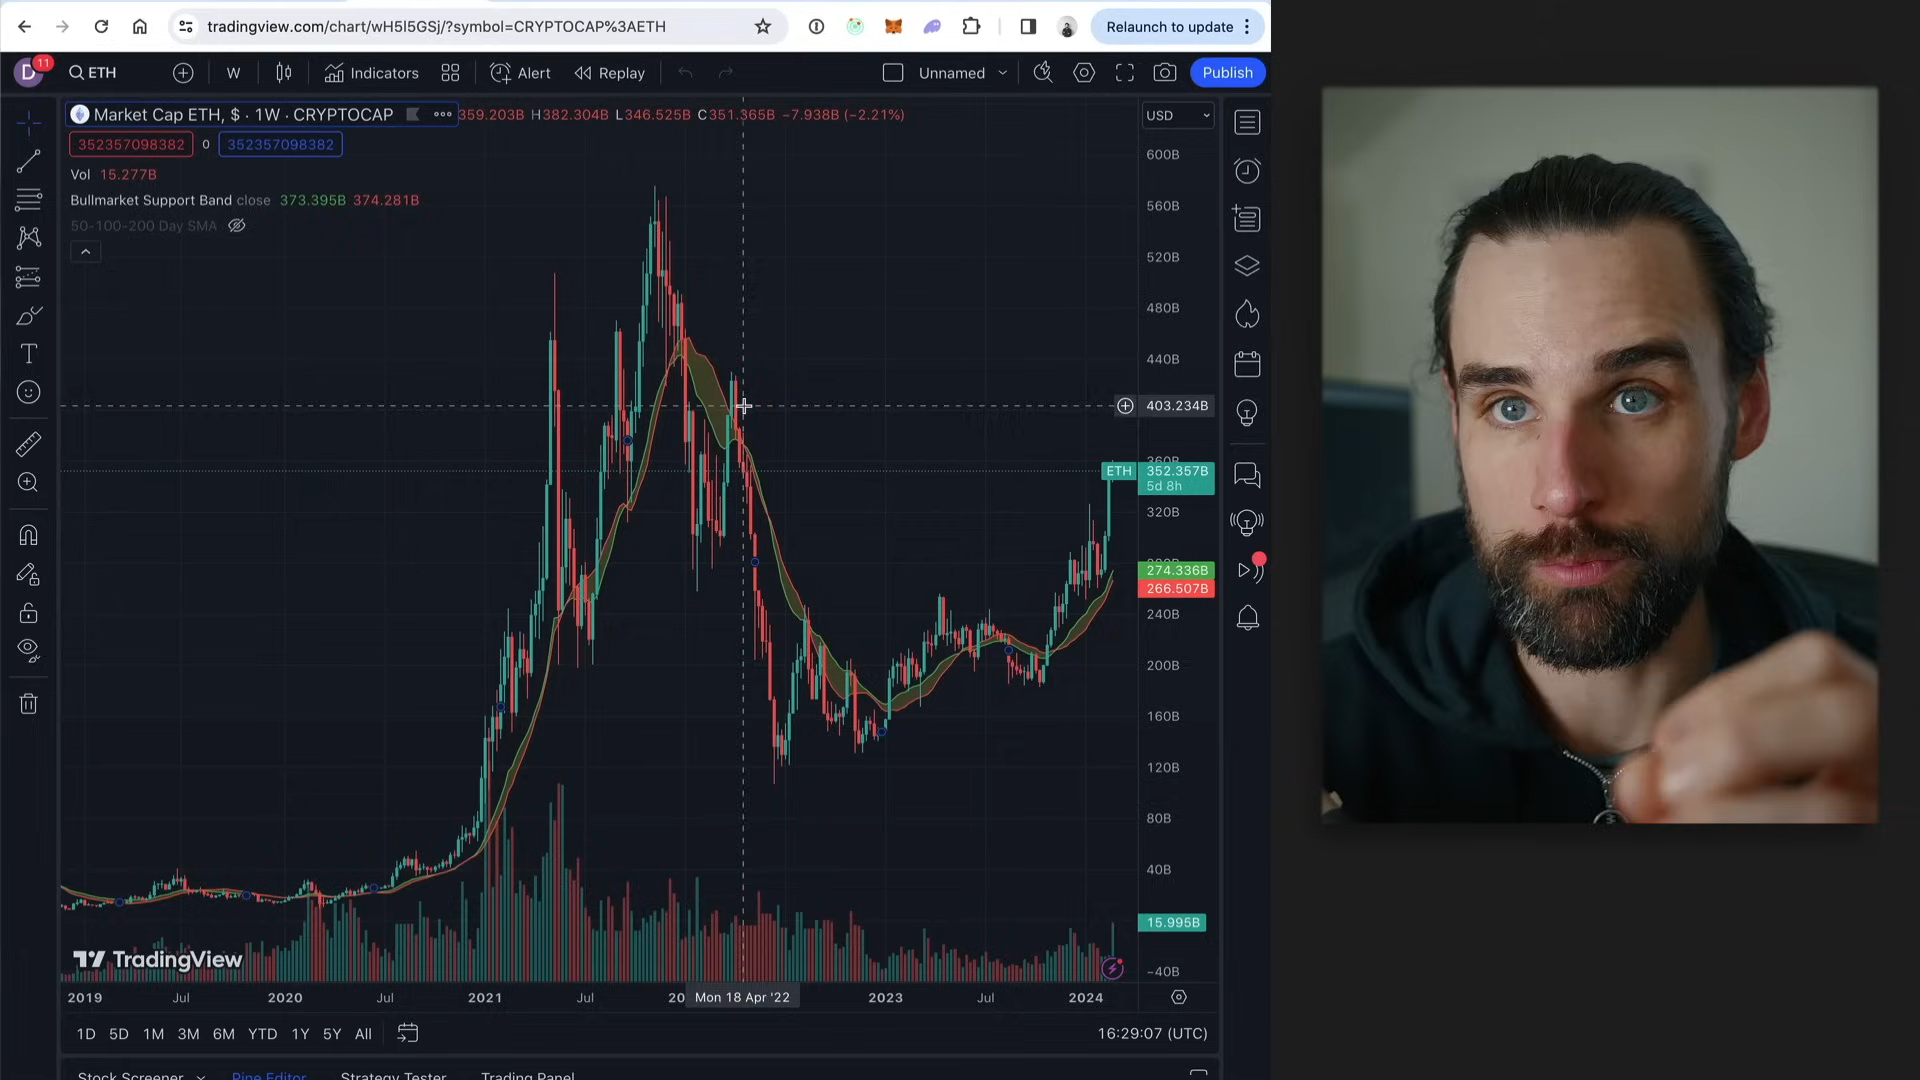 tradingview.com/chart/wH5I5GSj/?symbol=CRYPTOCAP%3AETH
Relaunch to update
D
11
ETH
W
Indicators
Alert
Replay
Unnamed
Publish
Market Cap ETH, $ · 1W · CRYPTOCAP
359.203B H382.304B L346.525B C351.365B −7.938B (−2.21%)
USD
352357098382
0
352357098382
Vol 15.277B
Bullmarket Support Band close 373.395B 374.281B
50-100-200 Day SMA
600B
560B
520B
480B
440B
403.234B
360B
ETH
352.357B
5d 8h
320B
274.336B
266.507B
240B
200B
160B
120B
80B
40B
15.995B
−40B
TradingView
2019
Jul
2020
Jul
2021
Jul
20
Mon 18 Apr '22
2023
Jul
2024
1D 5D 1M 3M 6M YTD 1Y 5Y All
16:29:07 (UTC)
Stock Screener
Pine Editor
Strategy Tester
Trading Panel